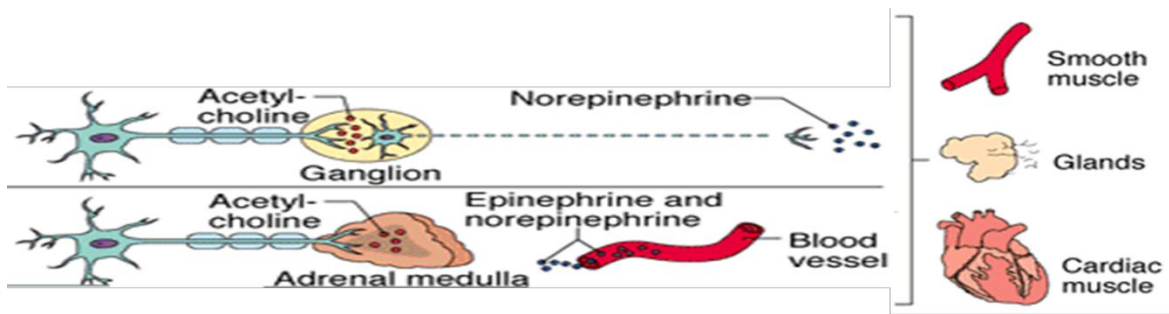 Acetyl-
choline
Norepinephrine
Ganglion
Acetyl-
choline
Epinephrine and
norepinephrine
Blood
vessel
Adrenal medulla
Smooth
muscle
Glands
Cardiac
muscle